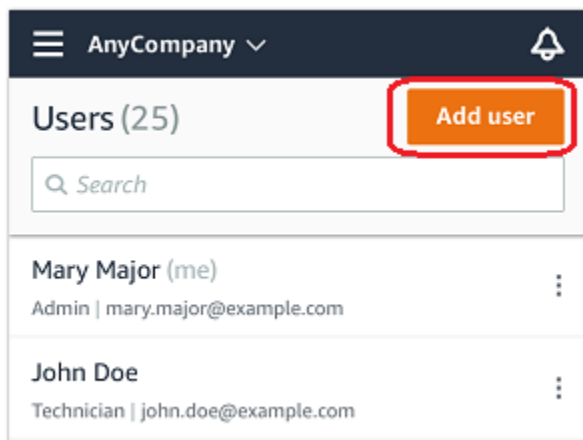 AnyCompany
Users (25)
Add user
Search
Mary Major (me)
Admin | mary.major@example.com
John Doe
Technician | john.doe@example.com